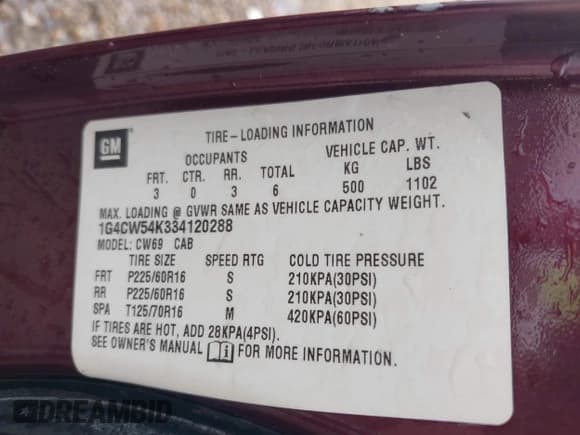 GM
TIRE-LOADING INFORMATION
OCCUPANTS VEHICLE CAP. WT.
FRT. CTR. RR. TOTAL KG LBS
3 0 3 6 500 1102
MAX. LOADING @ GVWR SAME AS VEHICLE CAPACITY WEIGHT.
1G4CW54K334120288
MODEL: CW69 CAB
TIRE SIZE SPEED RTG COLD TIRE PRESSURE
FRT P225/60R16 S 210KPA(30PSI)
RR P225/60R16 S 210KPA(30PSI)
SPA T125/70R16 M 420KPA(60PSI)
IF TIRES ARE HOT, ADD 28KPA(4PSI).
SEE OWNER'S MANUAL i FOR MORE INFORMATION.
DREAMBID